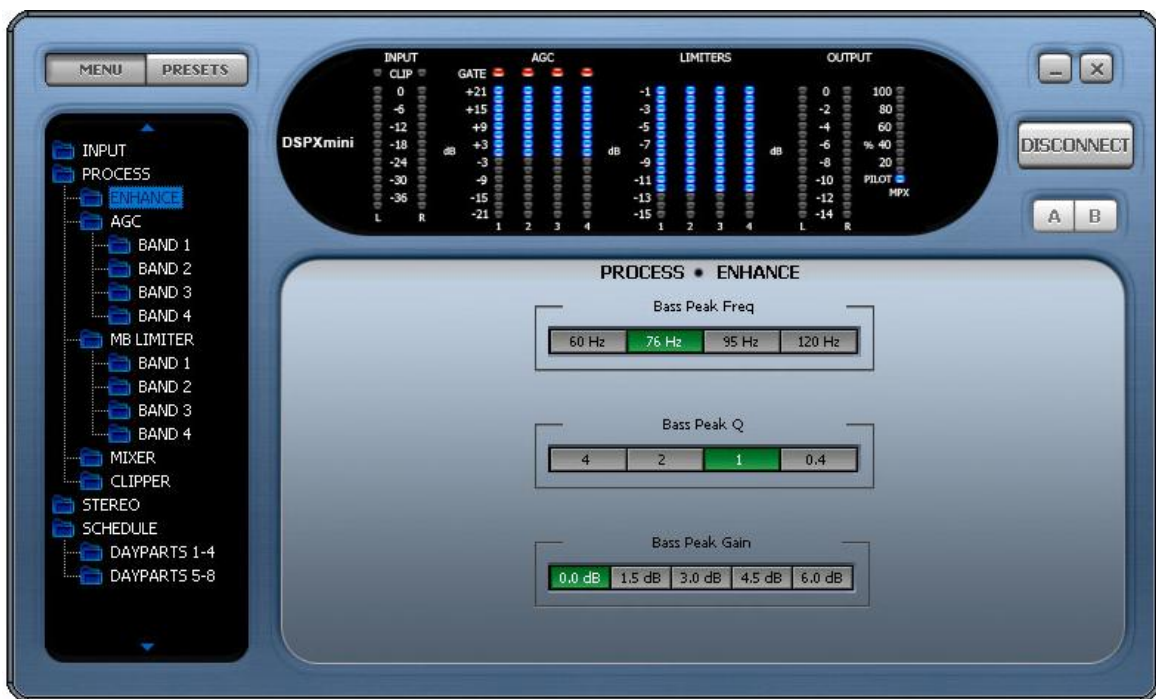 MENU PRESETS
DSPXmini
INPUT AGC LIMITERS OUTPUT
CLIP GATE
0 +21 -1 0 100
-6 +15 -3 -2 80
-12 +9 -5 -4 60
-18 dB +3 dB -7 dB -6 % 40
-24 -3 -9 -8 20
-30 -9 -11 -10 PILOT
-36 -15 -13 -12 MPX
-21 -15 -14
L R 1 2 3 4 1 2 3 4 L R
DISCONNECT
A B
INPUT
PROCESS
ENHANCE
AGC
BAND 1
BAND 2
BAND 3
BAND 4
MB LIMITER
BAND 1
BAND 2
BAND 3
BAND 4
MIXER
CLIPPER
STEREO
SCHEDULE
DAYPARTS 1-4
DAYPARTS 5-8
PROCESS • ENHANCE
Bass Peak Freq
60 Hz 76 Hz 95 Hz 120 Hz
Bass Peak Q
4 2 1 0.4
Bass Peak Gain
0.0 dB 1.5 dB 3.0 dB 4.5 dB 6.0 dB